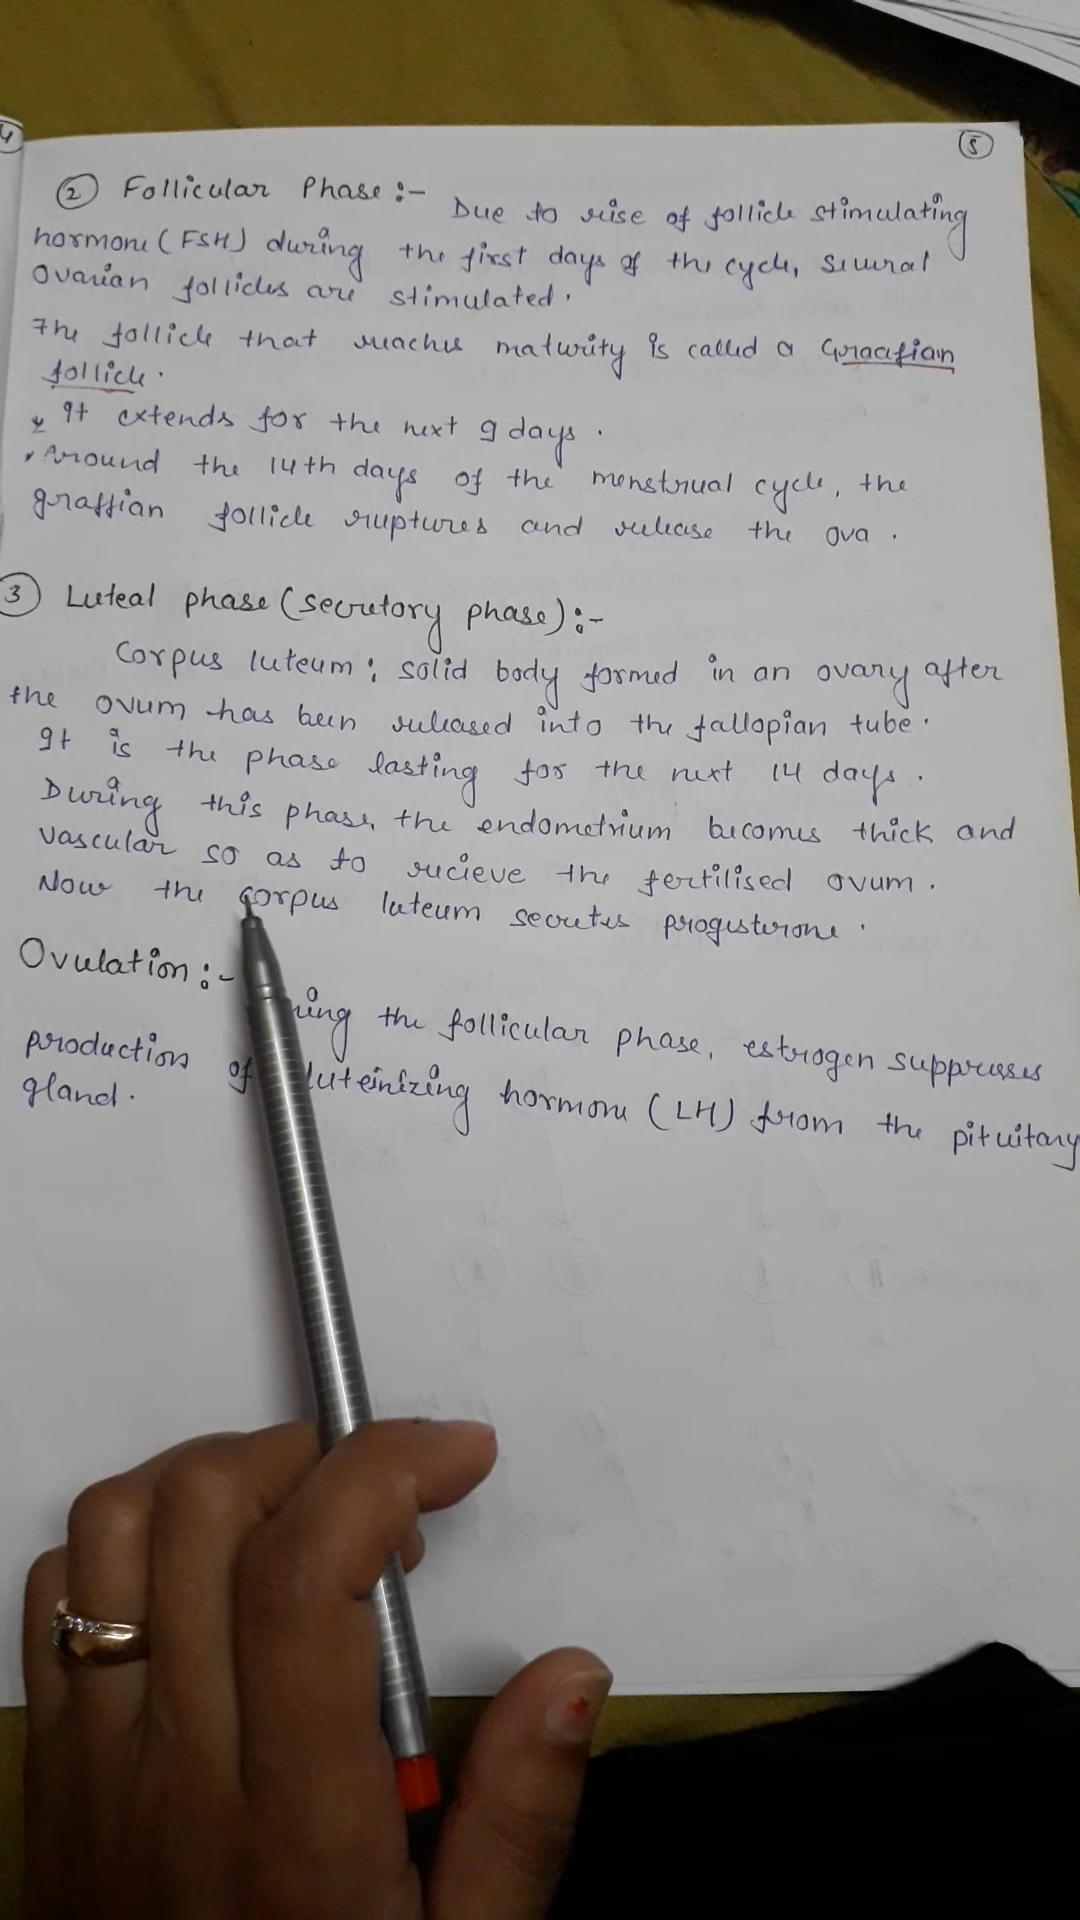 4
5
2 Follicular Phase :- Due to rise of follicle stimulating
hormone (FSH) during the first days of the cycle, several
ovarian follicles are stimulated.
The follicle that reaches maturity is called a Graafian
follicle.
* It extends for the next 9 days.
• Around the 14th days of the menstrual cycle, the
graffian follicle ruptures and release the ova.
3 Luteal phase (secretory phase) :-
Corpus luteum : solid body formed in an ovary after
the ovum has been released into the fallopian tube.
It is the phase lasting for the next 14 days.
During this phase, the endometrium becomes thick and
vascular so as to recieve the fertilised ovum.
Now the corpus luteum secretes progesterone.
Ovulation :- ring the follicular phase, estrogen suppresses
production of luteinizing hormone (LH) from the pituitary
gland.